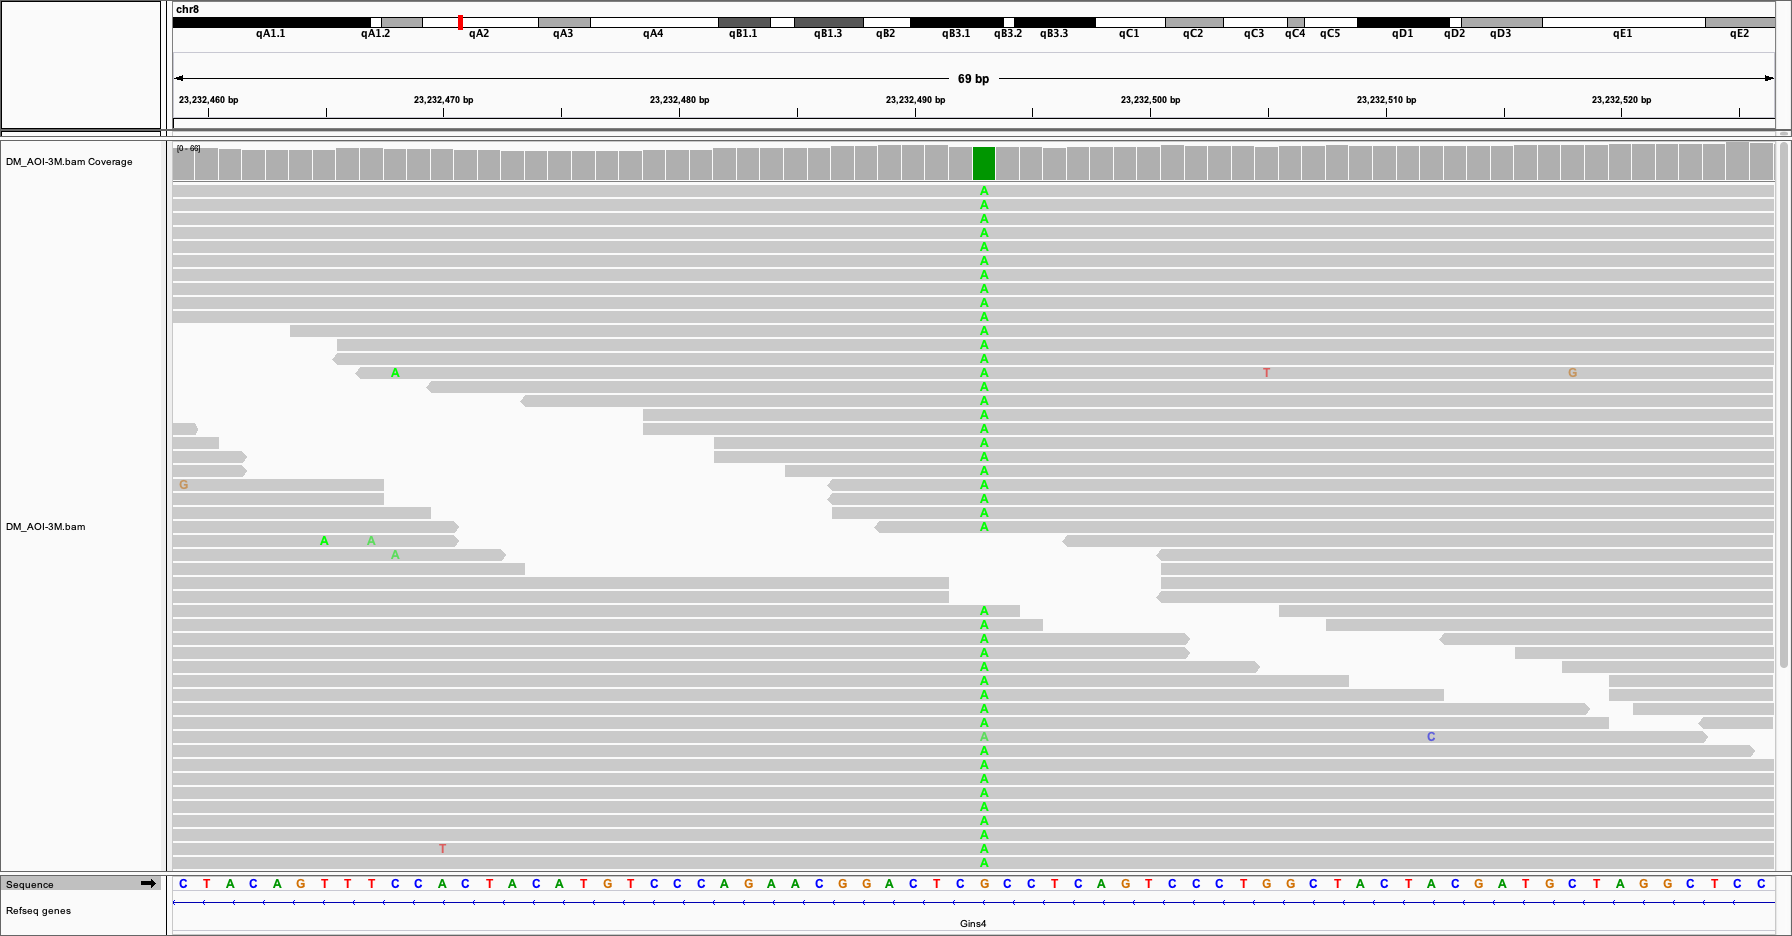 chr8
qA1.1 qA1.2 qA2 qA3 qA4 qB1.1 qB1.3 qB2 qB3.1 qB3.2 qB3.3 qC1 qC2 qC3 qC4 qC5 qD1 qD2 qD3 qE1 qE2
69 bp
23,232,460 bp 23,232,470 bp 23,232,480 bp 23,232,490 bp 23,232,500 bp 23,232,510 bp 23,232,520 bp
[0 - 66]
DM_AOI-3M.bam Coverage
A
A
A
A
A
A
A
A
A
A
A
A
A
A A T G
A
A
A
A
A
A
A
G A
A
A
A
A A
A
A
A
A
A
A
A
A
A
A
A C
A
A
A
A
A
A
A
T A
A
DM_AOI-3M.bam
Sequence
C T A C A G T T T C C A C T A C A T G T C C C A G A A C G G A C T C G C C T C A G T C C C T G G C T A C T A C G A T G C T A G G C T C C
Refseq genes
Gins4